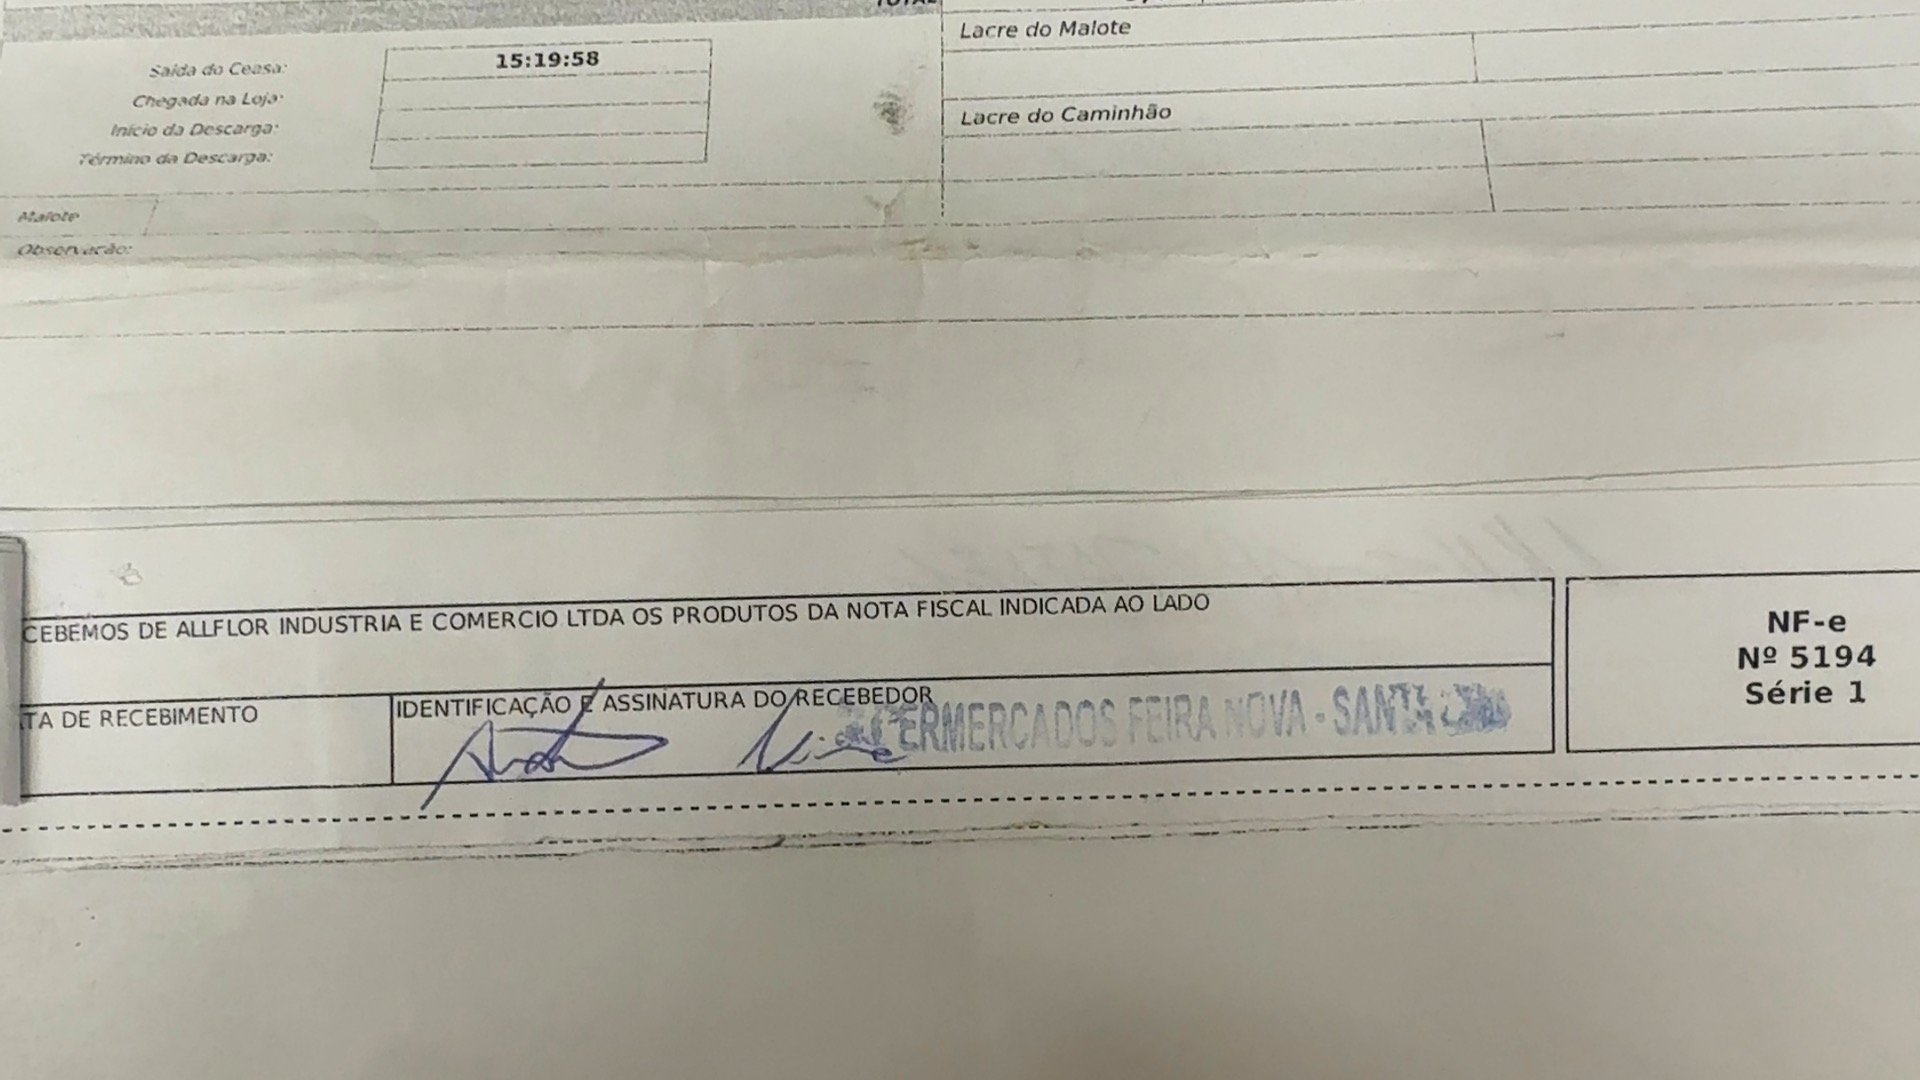 TOTAL
Saída do Ceasa: 15:19:58
Chegada na Loja:
Início da Descarga:
Término da Descarga:
Malote
Observação:
Lacre do Malote
Lacre do Caminhão
CEBEMOS DE ALLFLOR INDUSTRIA E COMERCIO LTDA OS PRODUTOS DA NOTA FISCAL INDICADA AO LADO
TA DE RECEBIMENTO
IDENTIFICAÇÃO E ASSINATURA DO RECEBEDOR
ERMERCADOS FEIRA NOVA - SANTA
NF-e
Nº 5194
Série 1